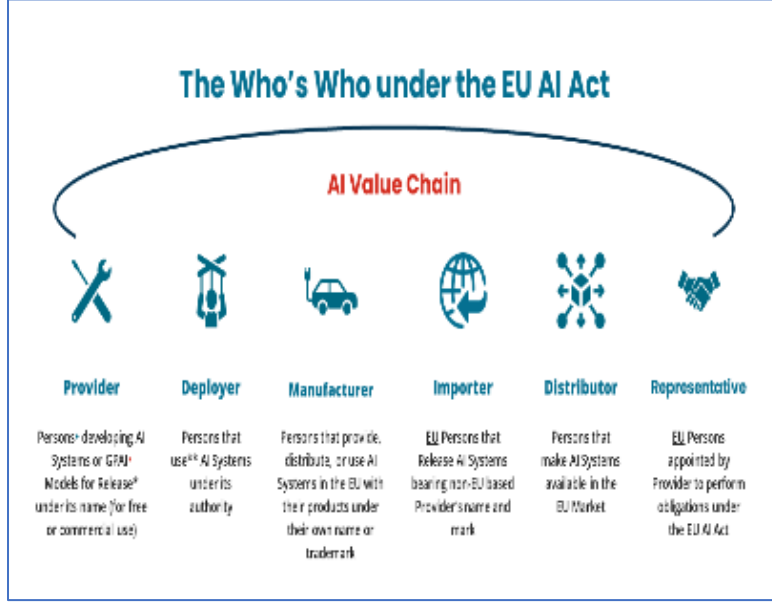 The Who's Who under the EU AI Act
AI Value Chain
Provider
Persons* developing AI
Systems or GPAI*
Models for Release*
under its name (for free
or commercial use)
Deployer
Persons that
use** AI Systems
under its
authority
Manufacturer
Persons that provide,
distribute, or use AI
Systems in the EU with
their products under
their own name or
trademark
Importer
EU Persons that
Release AI Systems
bearing non-EU based
Provider's name and
mark
Distributor
Persons that
make AI Systems
available in the
EU Market
Representative
EU Persons
appointed by
Provider to perform
obligations under
the EU AI Act